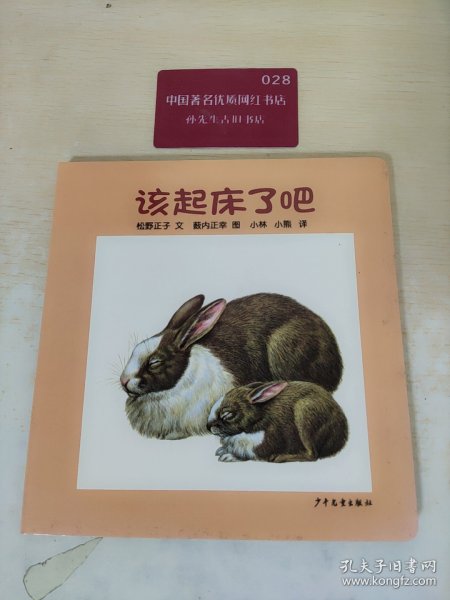 028
中国著名优质网红书店
孙先生古旧书店
该起床了吧
松野正子 文 薮内正幸 图 小林 小熊 译
少年儿童出版社
孔夫子旧书网
www.kongfz.com